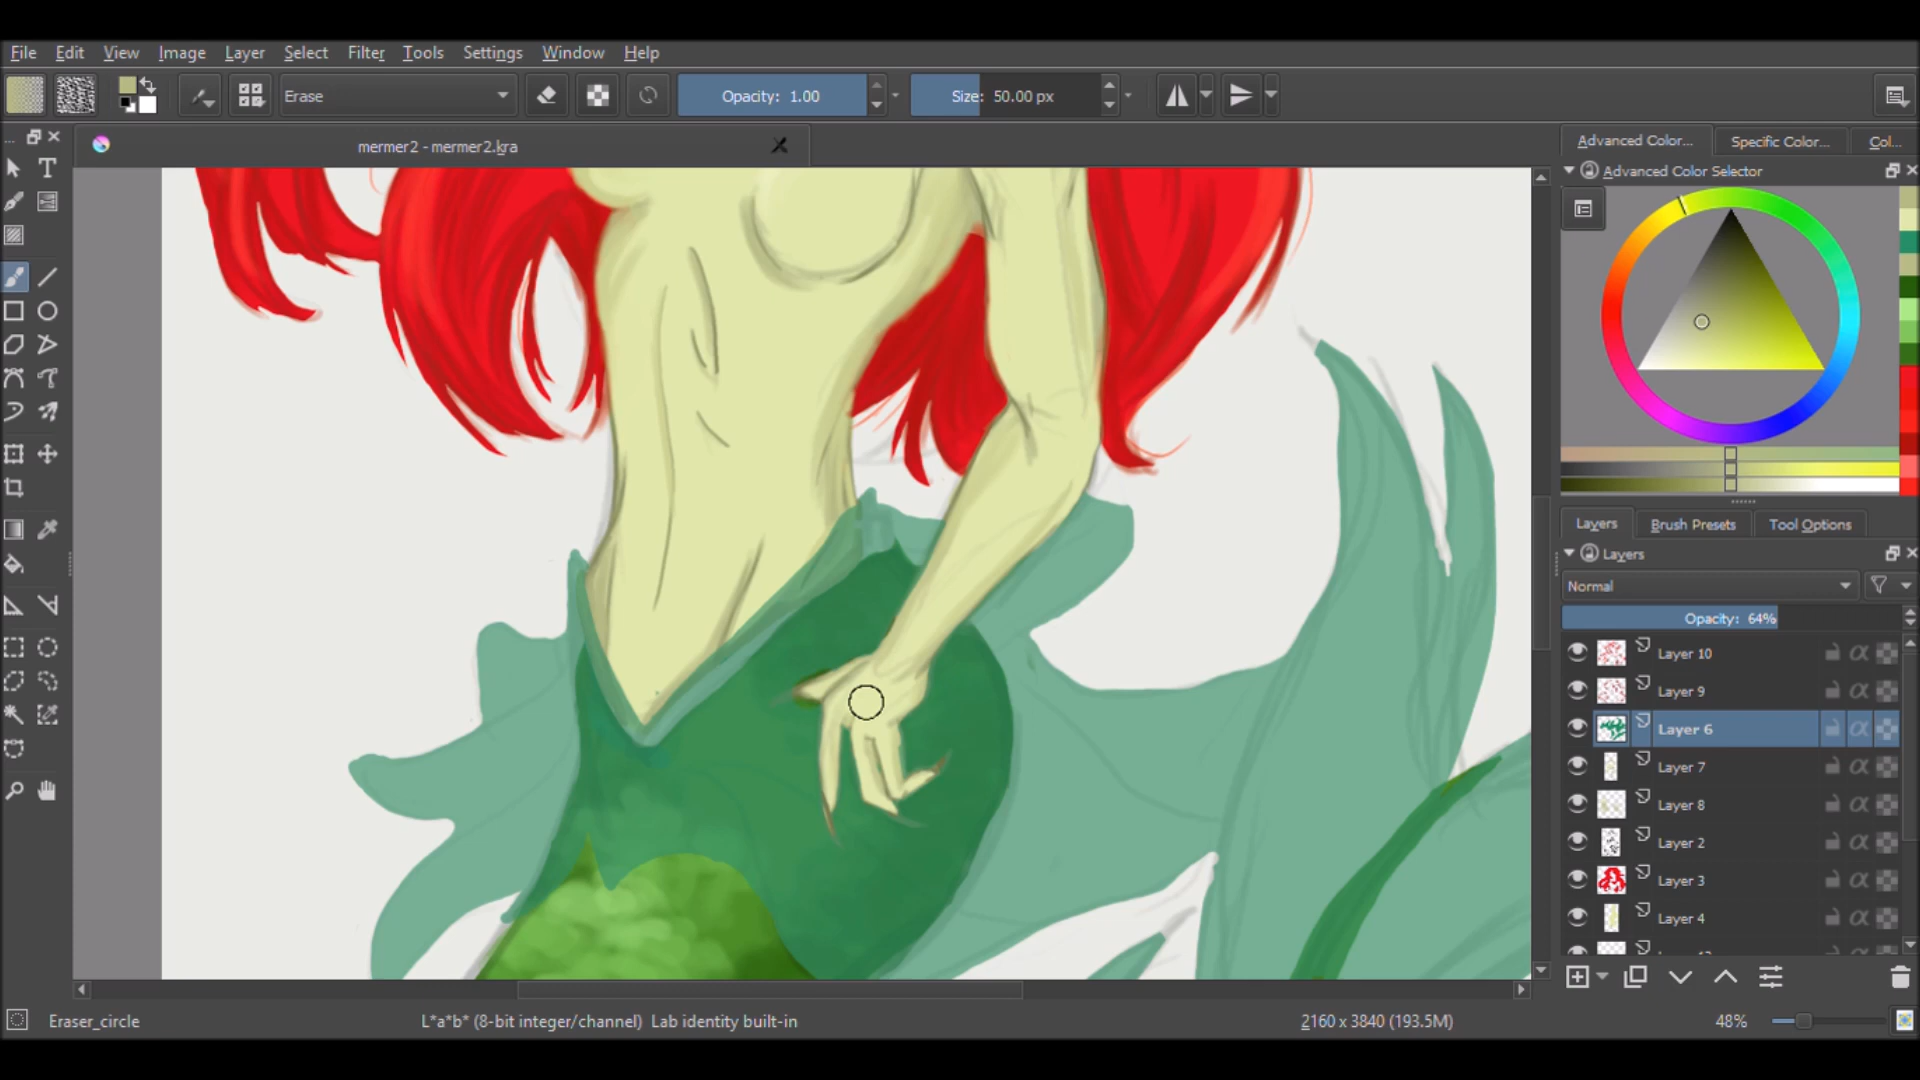 File Edit View Image Layer Select Filter Tools Settings Window Help
Erase
Opacity: 1.00
Size: 50.00 px
mermer2 - mermer2.kra
Advanced Color... Specific Color... Col...
Advanced Color Selector
Layers Brush Presets Tool Options
Layers
Normal
Opacity: 64%
Layer 10
Layer 9
Layer 6
Layer 7
Layer 8
Layer 2
Layer 3
Layer 4
Eraser_circle
L*a*b* (8-bit integer/channel) Lab identity built-in
2160 x 3840 (193.5M)
48%